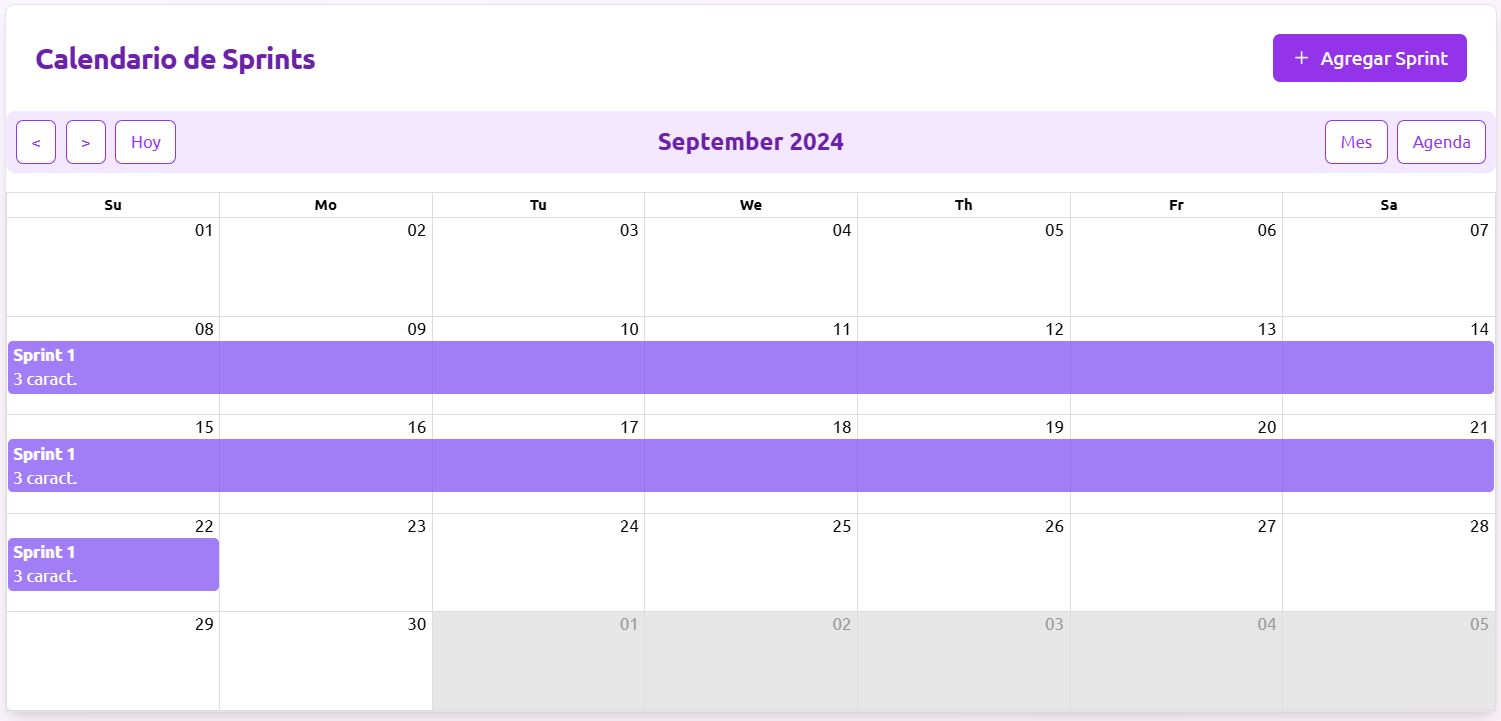 Calendario de Sprints
+ Agregar Sprint
< > Hoy September 2024 Mes Agenda
Su Mo Tu We Th Fr Sa
01 02 03 04 05 06 07
08 09 10 11 12 13 14
Sprint 1
3 caract.
15 16 17 18 19 20 21
Sprint 1
3 caract.
22 23 24 25 26 27 28
Sprint 1
3 caract.
29 30 01 02 03 04 05